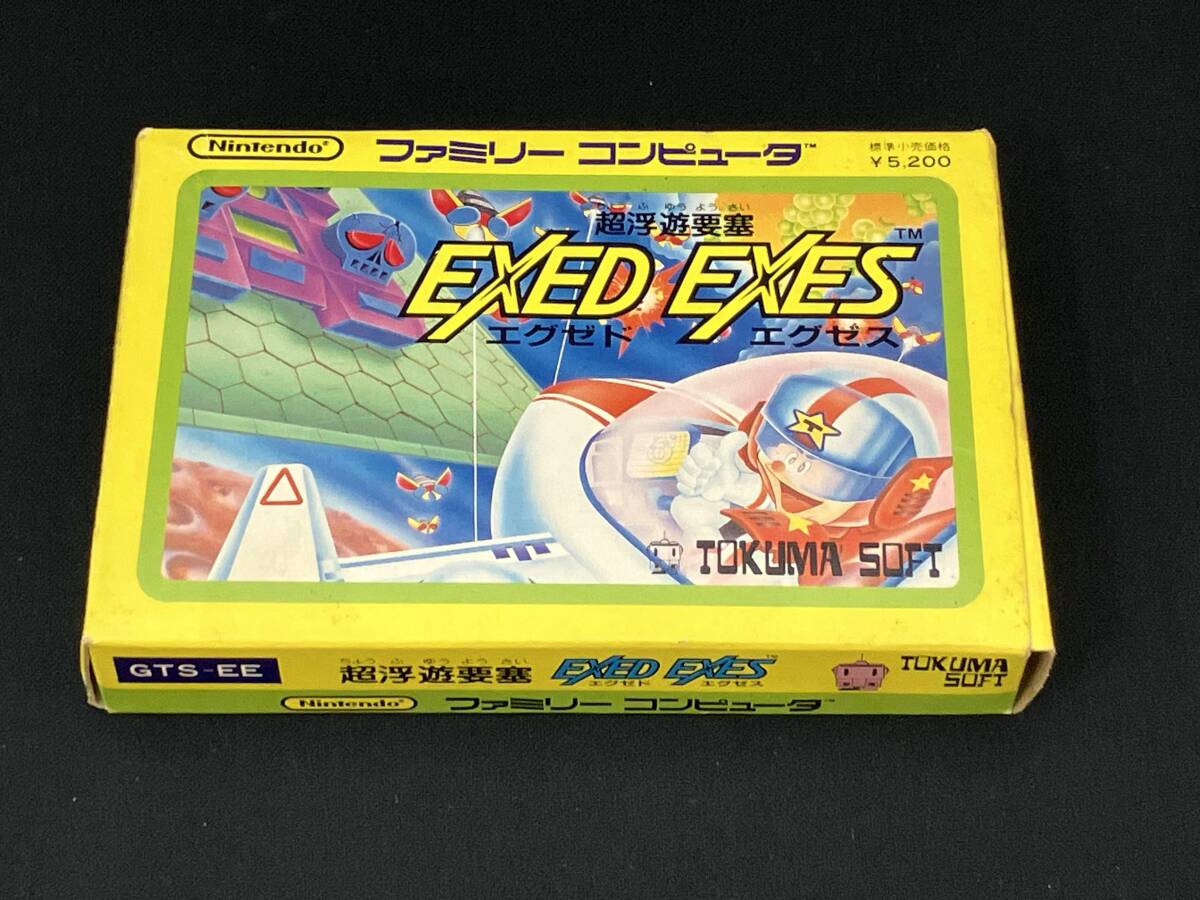 Nintendo®
ファミリー コンピュータ™
標準小売価格
¥5,200
ちょう ふ ゆう よう さい
超浮遊要塞
EXED EXES™
エグゼド エグゼス
T
TOKUMA SOFT
GTS-EE
ちょう ふ ゆう よう さい
超浮遊要塞
EXED EXES™
エグゼド エグゼス
TOKUMA
SOFT
Nintendo®
ファミリー コンピュータ™